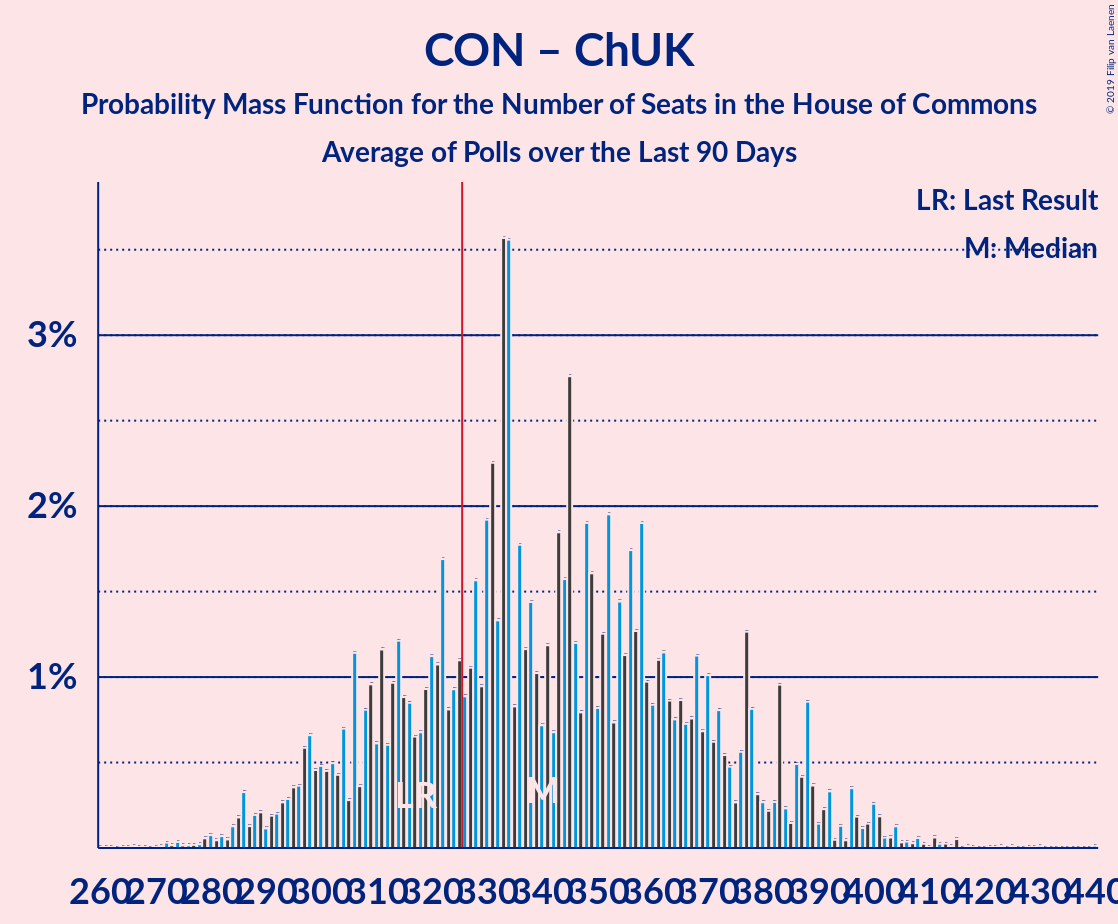 CON – ChUK
Probability Mass Function for the Number of Seats in the House of Commons
Average of Polls over the Last 90 Days
© 2019 Filip van Laenen
LR: Last Result
M: Median
3%
2%
1%
LR M
260 270 280 290 300 310 320 330 340 350 360 370 380 390 400 410 420 430 440